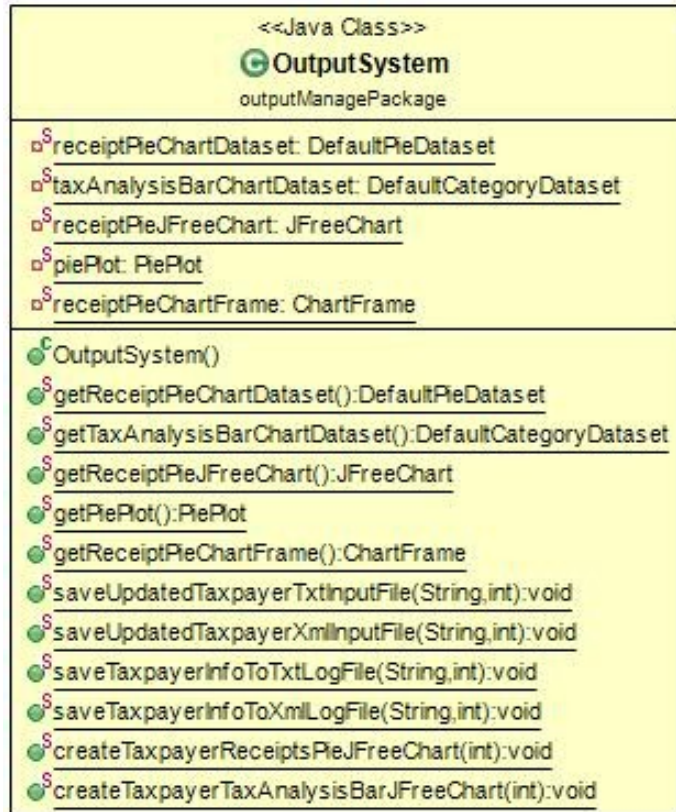 <<Java Class>>
OutputSystem
outputManagePackage
receiptPieChartDataset: DefaultPieDataset
taxAnalysisBarChartDataset: DefaultCategoryDataset
receiptPieJFreeChart: JFreeChart
piePlot: PiePlot
receiptPieChartFrame: ChartFrame
OutputSystem()
getReceiptPieChartDataset():DefaultPieDataset
getTaxAnalysisBarChartDataset():DefaultCategoryDataset
getReceiptPieJFreeChart():JFreeChart
getPiePlot():PiePlot
getReceiptPieChartFrame():ChartFrame
saveUpdatedTaxpayerTxtInputFile(String,int):void
saveUpdatedTaxpayerXmlInputFile(String,int):void
saveTaxpayerInfoToTxtLogFile(String,int):void
saveTaxpayerInfoToXmlLogFile(String,int):void
createTaxpayerReceiptsPieJFreeChart(int):void
createTaxpayerTaxAnalysisBarJFreeChart(int):void